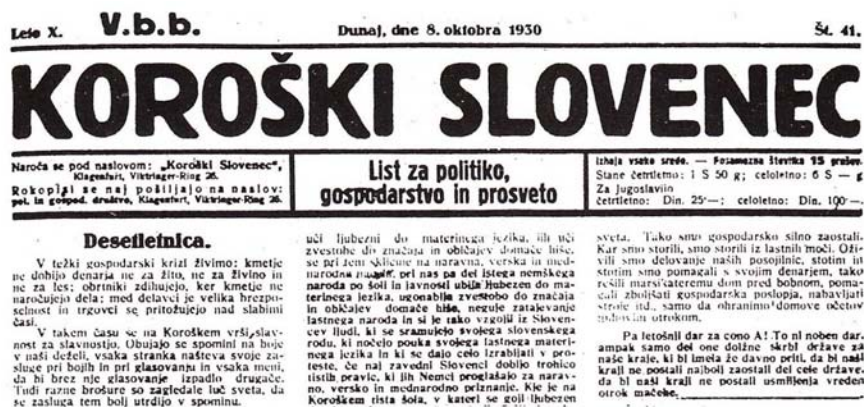 Leto X.
V.b.b.
Dunaj, dne 8. oktobra 1930
Št. 41.
KOROŠKI SLOVENEC
Naroča se pod naslovom: „Koroški Slovenec“,
Klagenfurt, Viktringer-Ring 26.
Rokopisi se naj pošiljajo na naslov:
pol. in gospod. društvo, Klagenfurt, Viktringer-Ring 26.
List za politiko,
gospodarstvo in prosveto
Izhaja vsako sredo. — Posamezna številka 15 grošev.
Stane četrtletno: 1 S 50 g; celoletno: 6 S — g
Za Jugoslavijo
četrtletno: Din. 25·—; celoletno: Din. 100·—.
Desetletnica.
V težki gospodarski krizi živimo: kmetje
ne dobijo denarja ne za žito, ne za živino in
ne za les; obrtniki zdihujejo, ker kmetje ne
naročujejo dela; med delavci je velika brezpo-
selnost in trgovci se pritožujejo nad slabimi
časi.
V takem času se na Koroškem vrši slav-
nost za slavnostjo. Obujajo se spomini na boje
v naši deželi, vsaka stranka našteva svoje za-
sluge pri bojih in pri glasovanju in vsaka meni,
da bi brez nje glasovanje izpadlo drugače.
Tudi razne brošure so zagledale luč sveta, da
se zasluga tem bolj utrdijo v spominu.
uči ljubezni do materinega jezika, ili uči
zvestobe do značaja in običajev domače hiše,
se pri tem sklicuje na naravna, verska in med-
narodna pri nas pa del istega nemškega
naroda po šoli in javnosti ubija ljubezen do ma-
terinega jezika, ugonablja zvestobo do značaja
in običajev domače hiše, neguje zatajevanje
lastnega naroda in si je tako vzgojil iz Sloven-
cev ljudi, ki se sramujejo svojega slovenskega
rodu, ki nočejo pouka svojega lastnega materi-
nega jezika in ki se dajo celo izrabljati v pro-
teste, če naj zavedni Slovenci dobijo trohico
tistih pravic, ki jih Nemci proglašajo za narav-
no, versko in mednarodno priznanje. Kje je na
Koroškem tista šola, v kateri se goji ljubezen
sveta. Tako smo gospodarsko silno zaostali.
Kar smo storili, smo storili iz lastnih moči. Oži-
vili smo delovanje naših posojilnic, stotim in
stotim smo pomagali s svojim denarjem, tako
rešili marsikateremu dom pred bobnom, poma-
gali zboljšati gospodarska poslopja, nabavljati
stroje itd., samo da ohranimo domove očetov
njihovim otrokom.
Pa letošnji dar za cono A! To ni noben dar,
ampak samo del one dolžne skrbi države za
naše kraje, ki bi imela že davno priti, da bi naši
kraji ne postali najbolj zaostali del cele države,
da bi naši kraji ne postali usmiljenja vreden
otrok mačehe.